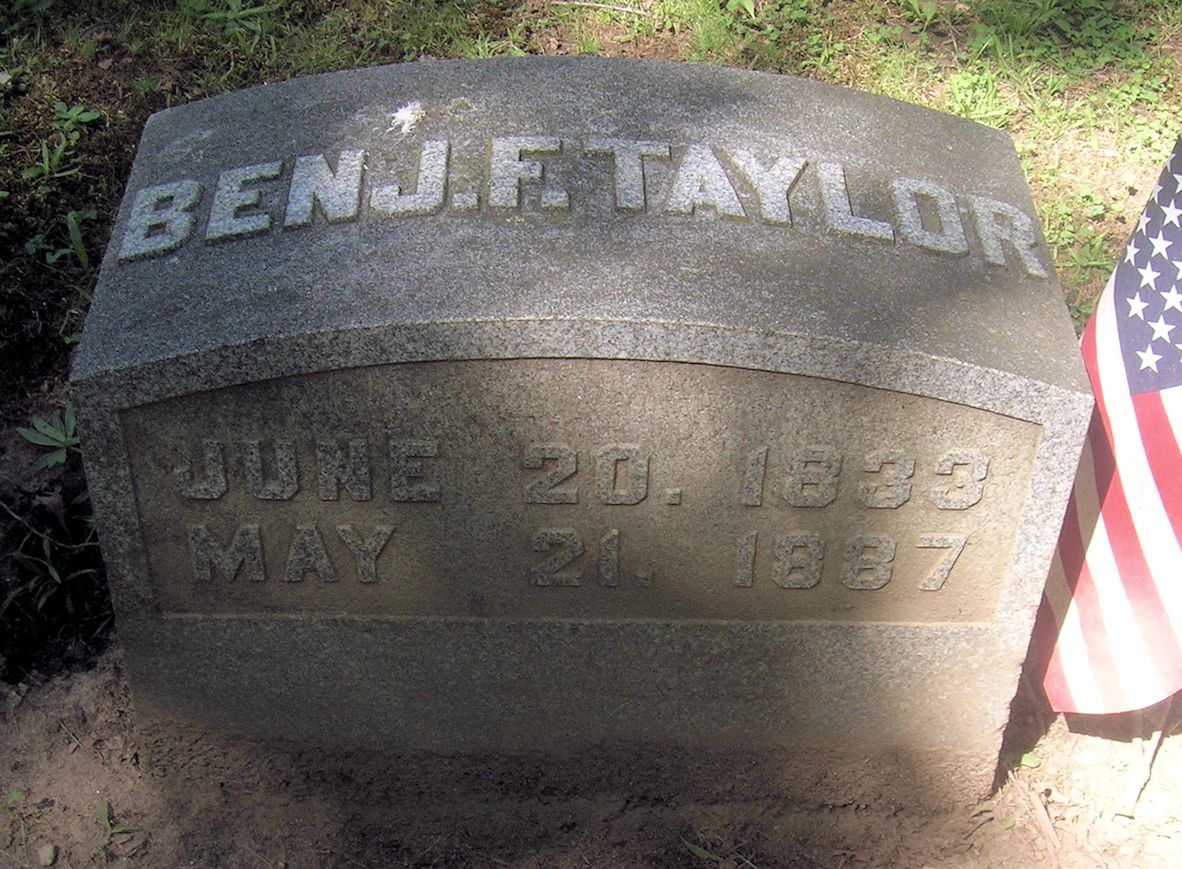 BENJ. F. TAYLOR
JUNE 20. 1833
MAY 21. 1887